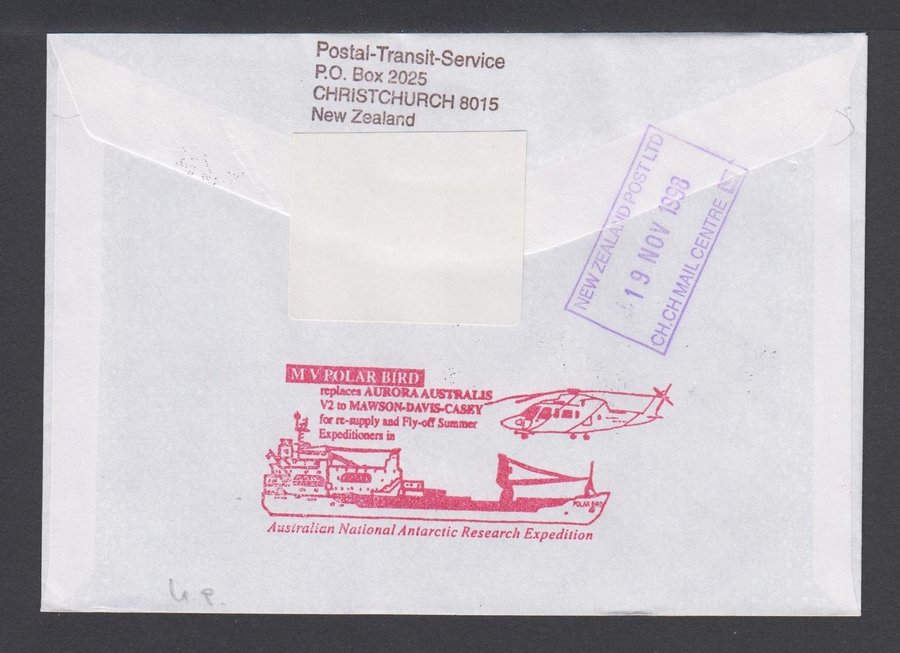 Postal-Transit-Service
P.O. Box 2025
CHRISTCHURCH 8015
New Zealand
NEW ZEALAND POST LTD
19 NOV 1998
CH.CH MAIL CENTRE
M V POLAR BIRD
replaces AURORA AUSTRALIS
V2 to MAWSON-DAVIS-CASEY
for re-supply and Fly-off Summer
Expeditioners in
POLAR BIRD
Australian National Antarctic Research Expedition